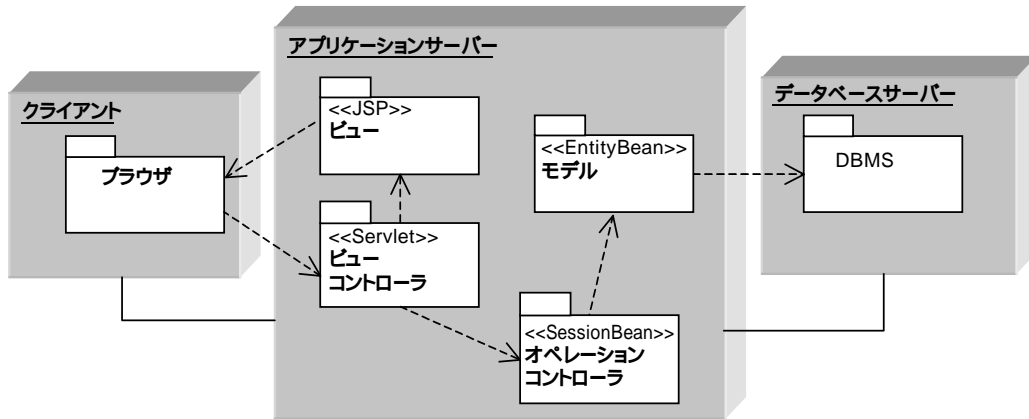 アプリケーションサーバー
クライアント
ブラウザ
<<JSP>>
ビュー
<<Servlet>>
ビュー
コントローラ
<<EntityBean>>
モデル
<<SessionBean>>
オペレーション
コントローラ
データベースサーバー
DBMS